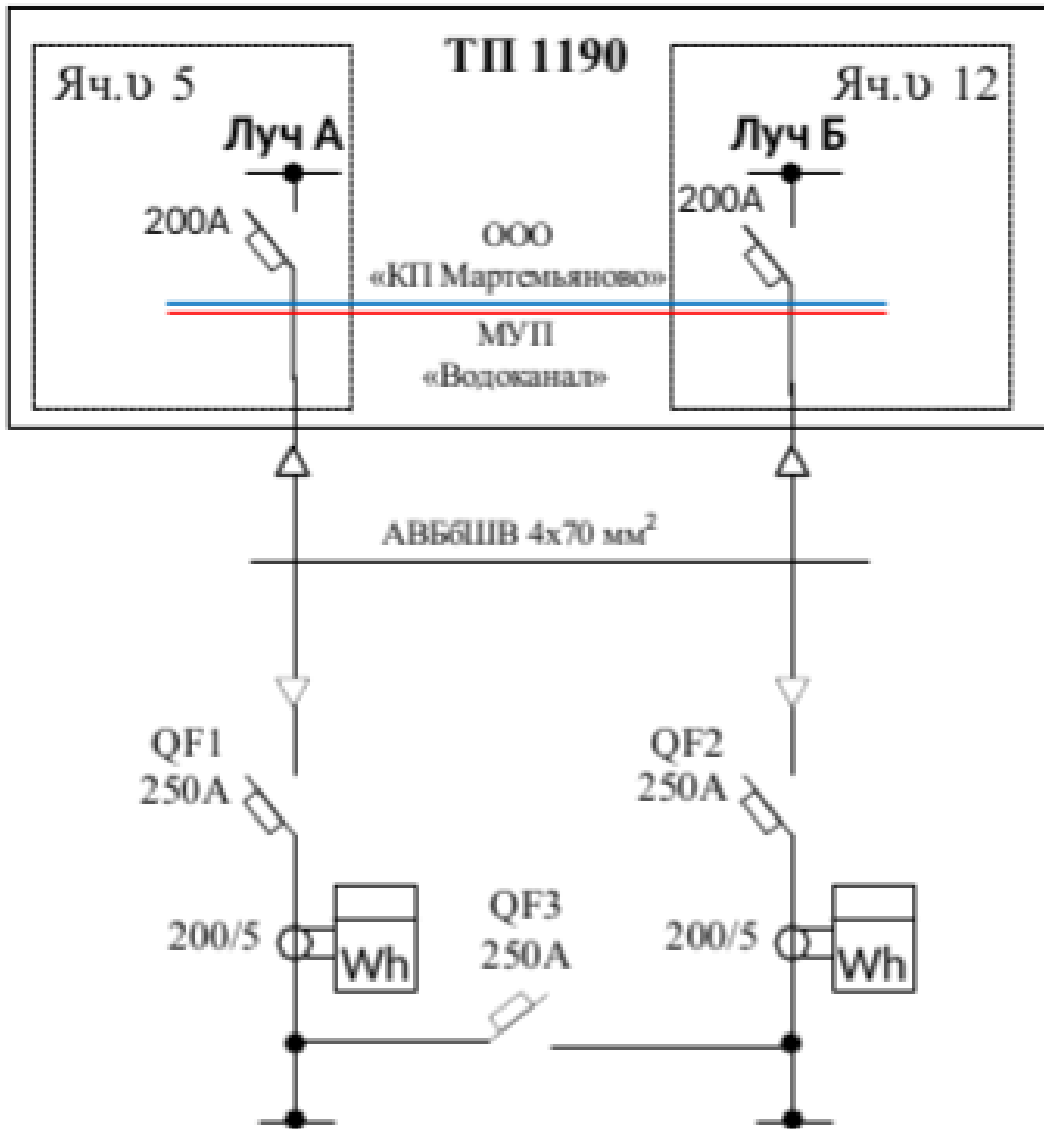 ТП 1190
Яч.υ 5
Яч.υ 12
Луч А
Луч Б
200А
200А
ООО
«КП Мартемьяново»
МУП
«Водоканал»
АВБбШВ 4х70 мм²
QF1
250А
QF2
250А
QF3
250А
200/5
Wh
200/5
Wh